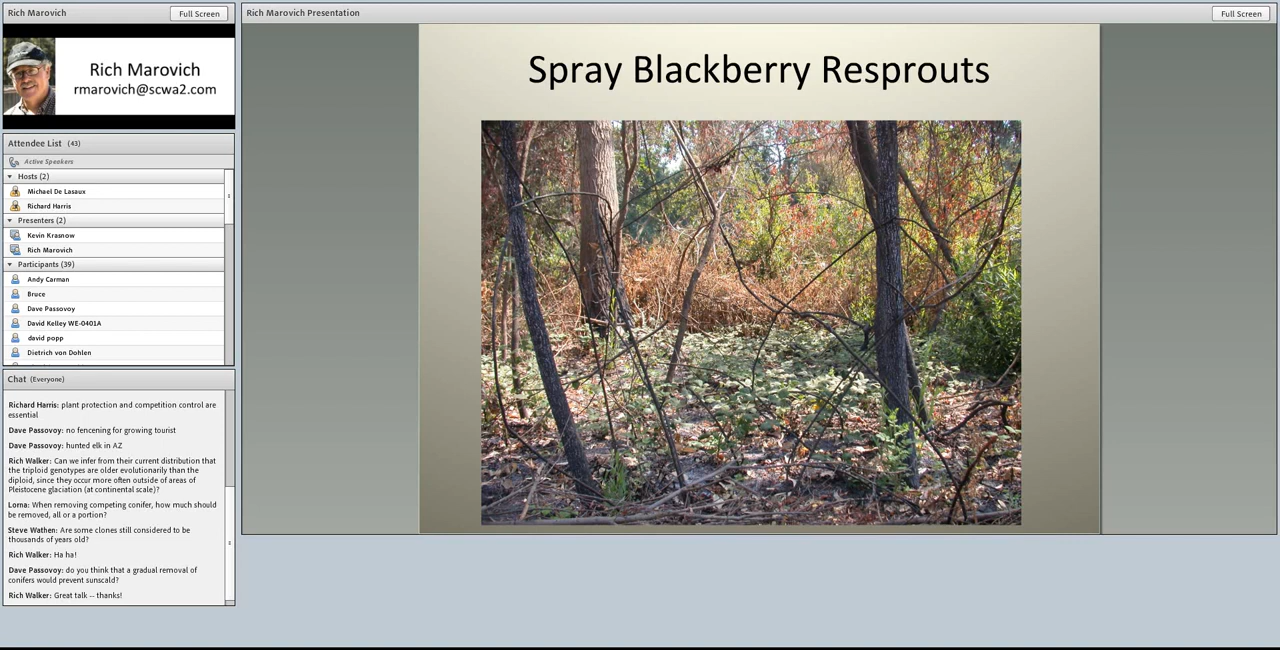 Rich Marovich
Full Screen
Rich Marovich
rmarovich@scwa2.com
Attendee List (43)
Active Speakers
Hosts (2)
Michael De Lasaux
Richard Harris
Presenters (2)
Kevin Krasnow
Rich Marovich
Participants (39)
Andy Carman
Bruce
Dave Passovoy
David Kelley WE-0401A
david popp
Dietrich von Dohlen
Chat (Everyone)
Richard Harris: plant protection and competition control are
essential
Dave Passovoy: no fencening for growing tourist
Dave Passovoy: hunted elk in AZ
Rich Walker: Can we infer from their current distribution that
the triploid genotypes are older evolutionarily than the
diploid, since they occur more often outside of areas of
Pleistocene glaciation (at continental scale)?
Lorna: When removing competing conifer, how much should
be removed, all or a portion?
Steve Wathen: Are some clones still considered to be
thousands of years old?
Rich Walker: Ha ha!
Dave Passovoy: do you think that a gradual removal of
conifers would prevent sunscald?
Rich Walker: Great talk -- thanks!
Rich Marovich Presentation
Full Screen
Spray Blackberry Resprouts